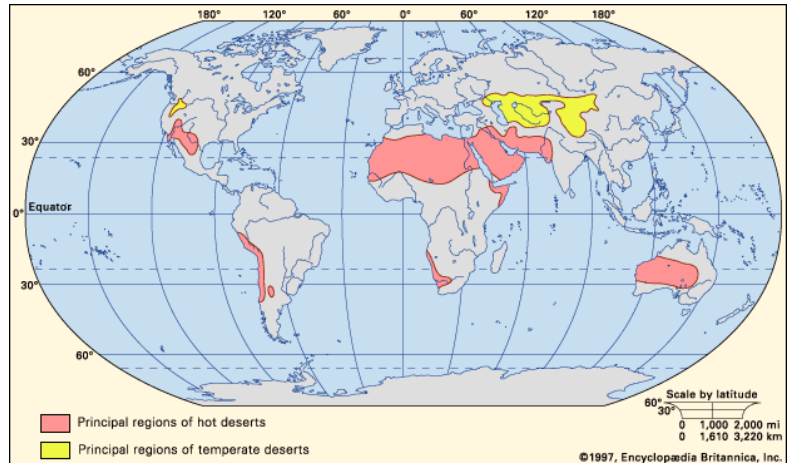 180° 120° 60° 0° 60° 120° 180°
60°
30°
0° Equator
30°
60°
Scale by latitude
60°
30°
0 1,000 2,000 mi
0 1,610 3,220 km
Principal regions of hot deserts
Principal regions of temperate deserts
©1997, Encyclopædia Britannica, Inc.